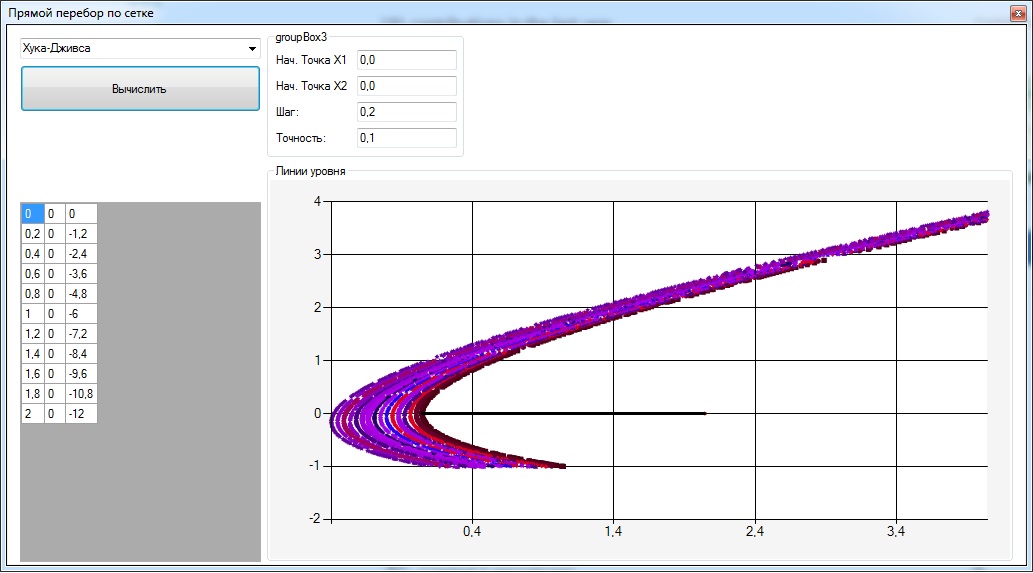 Прямой перебор по сетке
Хука-Дживса
Вычислить
groupBox3
Нач. Точка X1 0,0
Нач. Точка X2 0,0
Шаг: 0,2
Точность: 0,1
0 0 0
0,2 0 -1,2
0,4 0 -2,4
0,6 0 -3,6
0,8 0 -4,8
1 0 -6
1,2 0 -7,2
1,4 0 -8,4
1,6 0 -9,6
1,8 0 -10,8
2 0 -12
Линии уровня
4
3
2
1
0
-1
-2
0,4 1,4 2,4 3,4